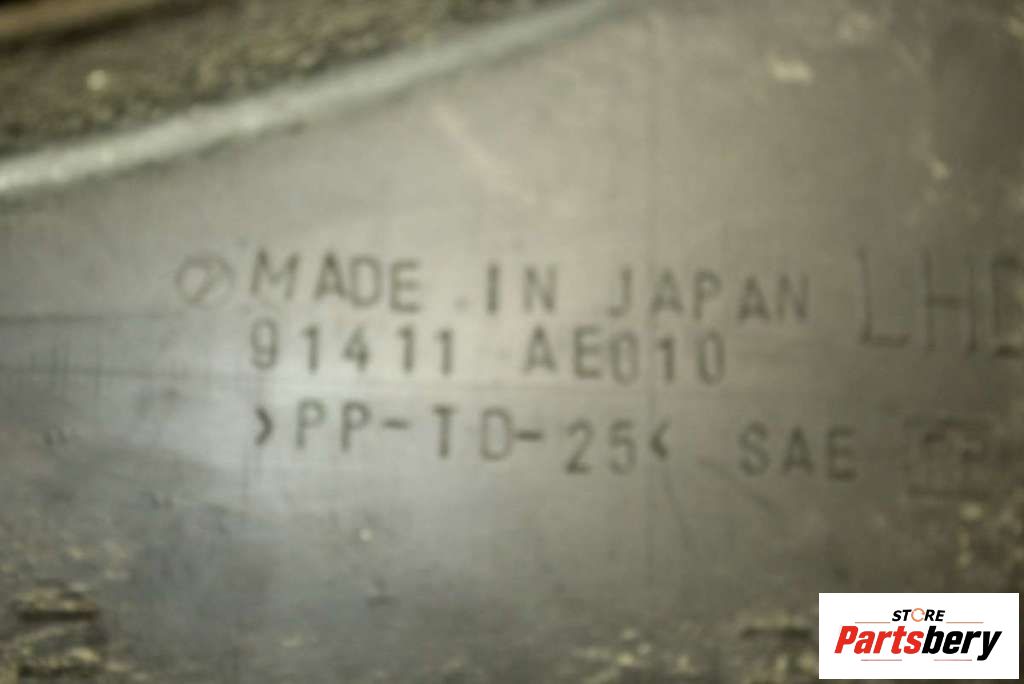 MADE IN JAPAN LHD
91411 AE010
>PP-TD-25< SAE
STORE
Partsbery